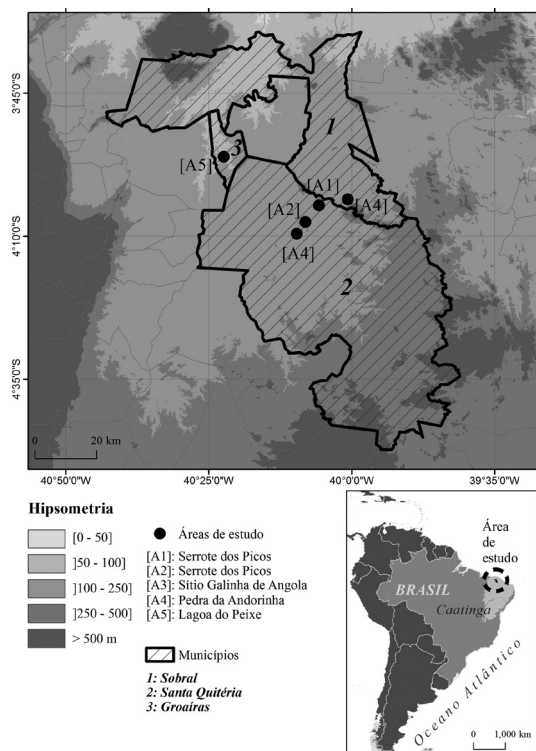 3°45'0"S
4°10'0"S
4°35'0"S
1
3
[A5]
[A1]
[A4]
[A2]
[A4]
2
0 20 km
40°50'0"W 40°25'0"W 40°0'0"W 39°35'0"W
Hipsometria
[0 - 50]
]50 - 100]
]100 - 250]
]250 - 500]
> 500 m
Áreas de estudo
[A1]: Serrote dos Picos
[A2]: Serrote dos Picos
[A3]: Sítio Galinha de Angola
[A4]: Pedra da Andorinha
[A5]: Lagoa do Peixe
Municípios
1: Sobral
2: Santa Quitéria
3: Groaíras
Área de
estudo
BRASIL
Caatinga
Oceano Atlântico
0 1,000 km